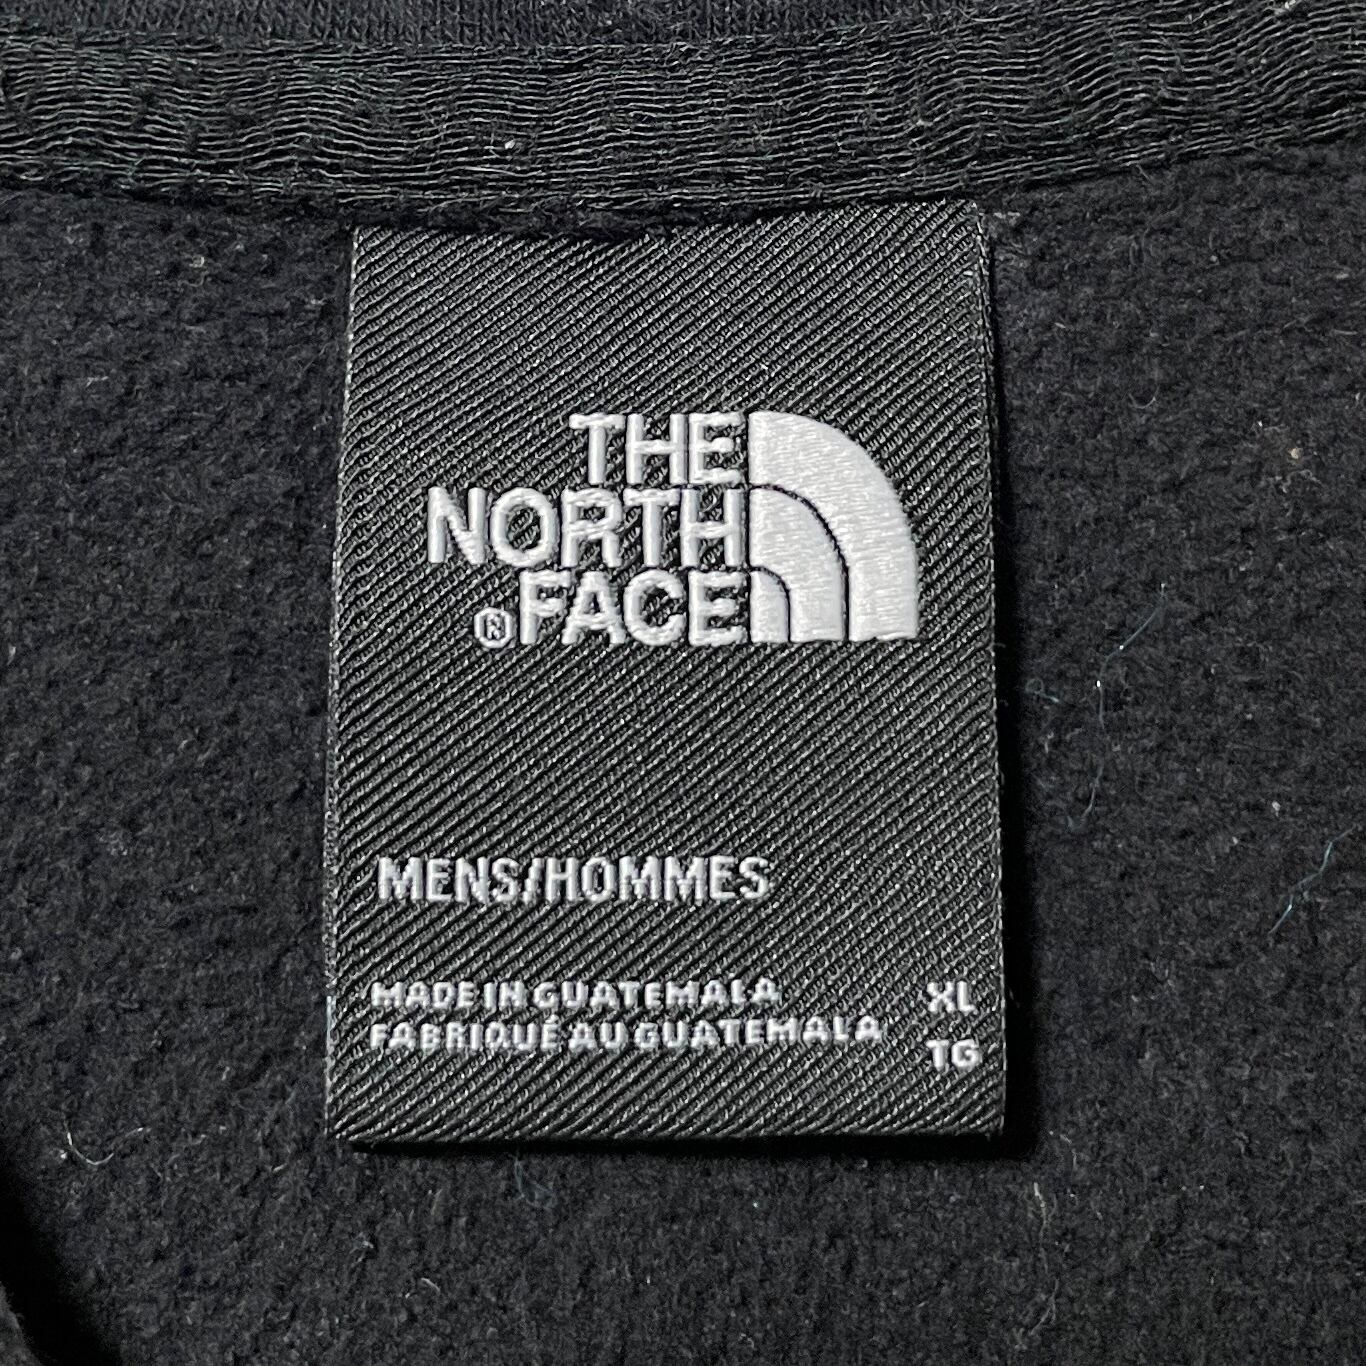 THE
NORTH
®FACE
MENS/HOMMES
MADE IN GUATEMALA
FABRIQUÉ AU GUATEMALA
XL
TG